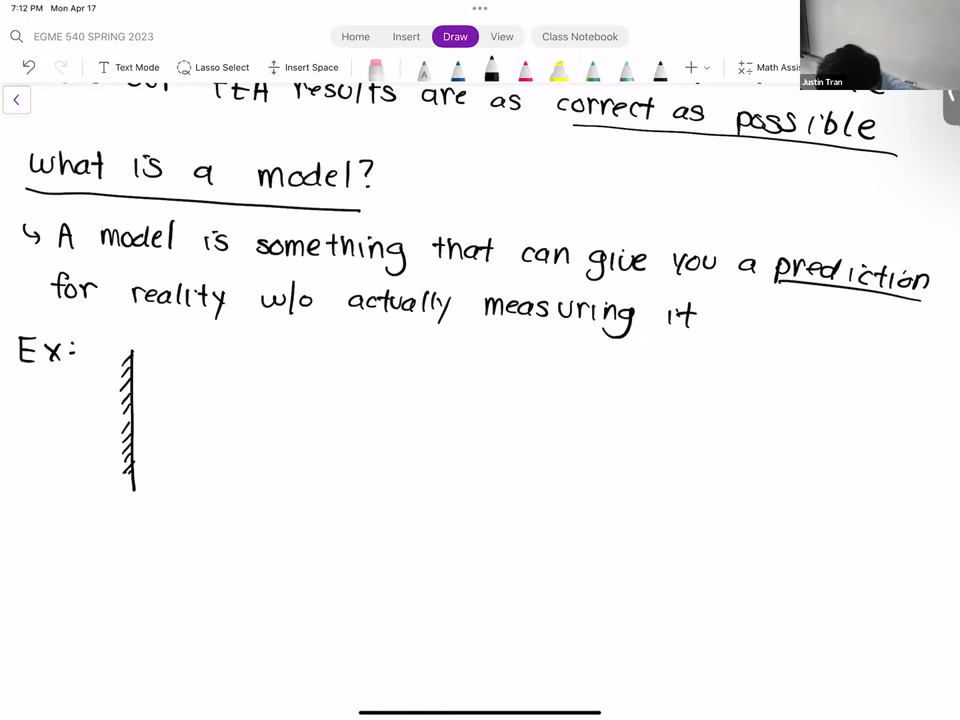 7:12 PM Mon Apr 17
EGME 540 SPRING 2023
Home Insert Draw View Class Notebook
Text Mode Lasso Select Insert Space Math Assis
Justin Tran
results are as correct as possible
what is a model?
↳ A model is something that can give you a prediction
for reality w/o actually measuring it
Ex: